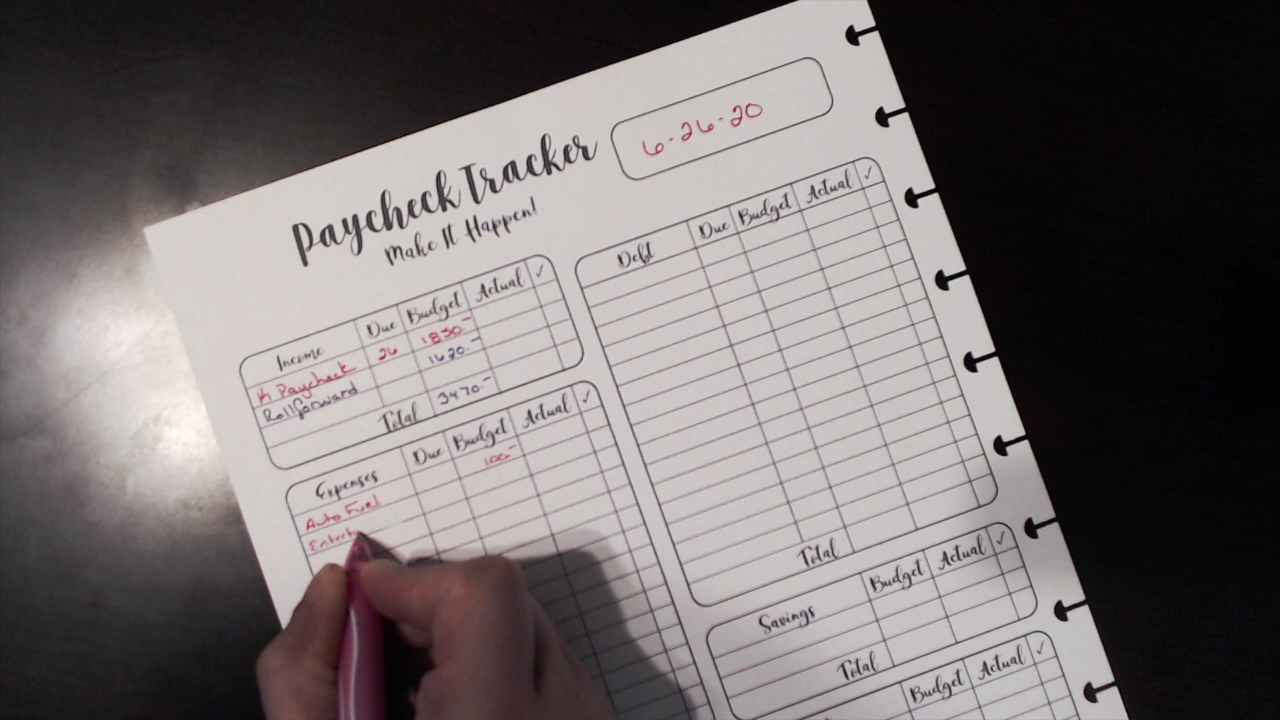 Paycheck Tracker
Make It Happen!
6-26-20
Income Due Budget Actual ✓
Paycheck 26 1850.-
Rollforward 1620.-
Total 3470.-
Expenses Due Budget Actual ✓
Auto Fuel 100.-
Debt Due Budget Actual ✓
Total
Savings Budget Actual ✓
Total
Budget Actual ✓